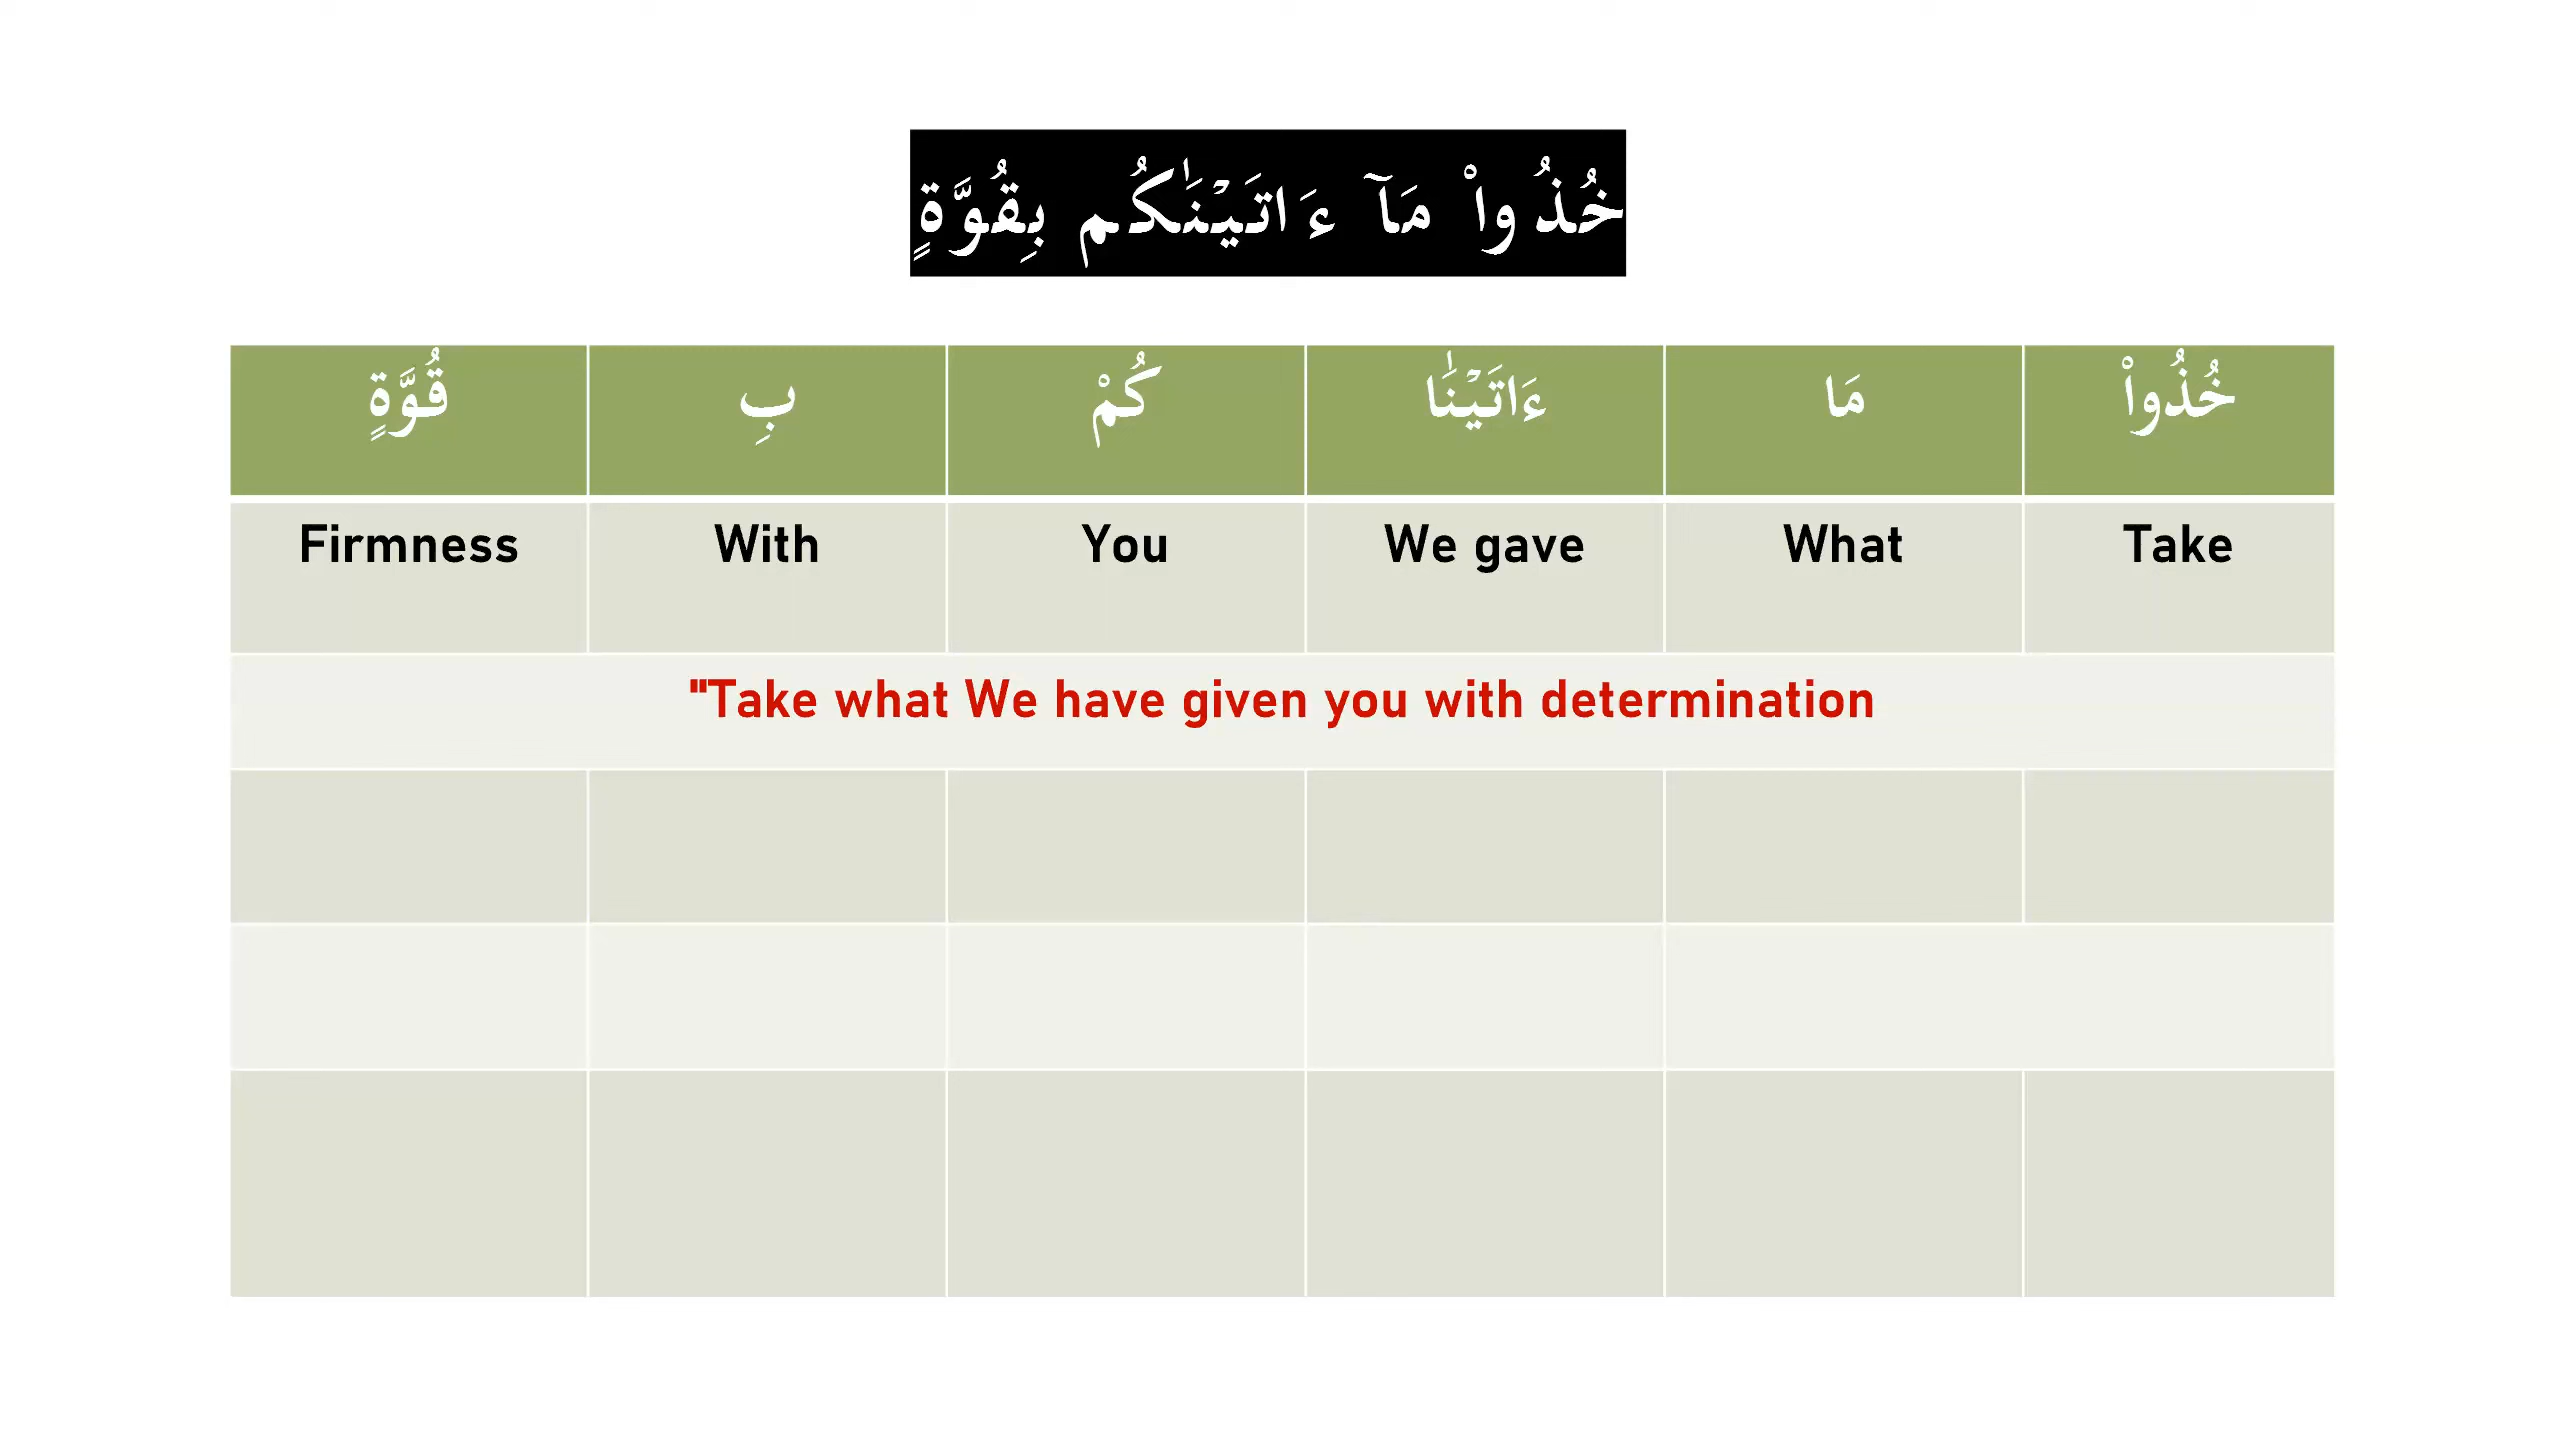 خُذُوا۟ مَآ ءَاتَيْنَـٰكُم بِقُوَّةٍ
خُذُوا۟ مَا ءَاتَيْنَـٰا كُمْ بِ قُوَّةٍ
Firmness With You We gave What Take
"Take what We have given you with determination